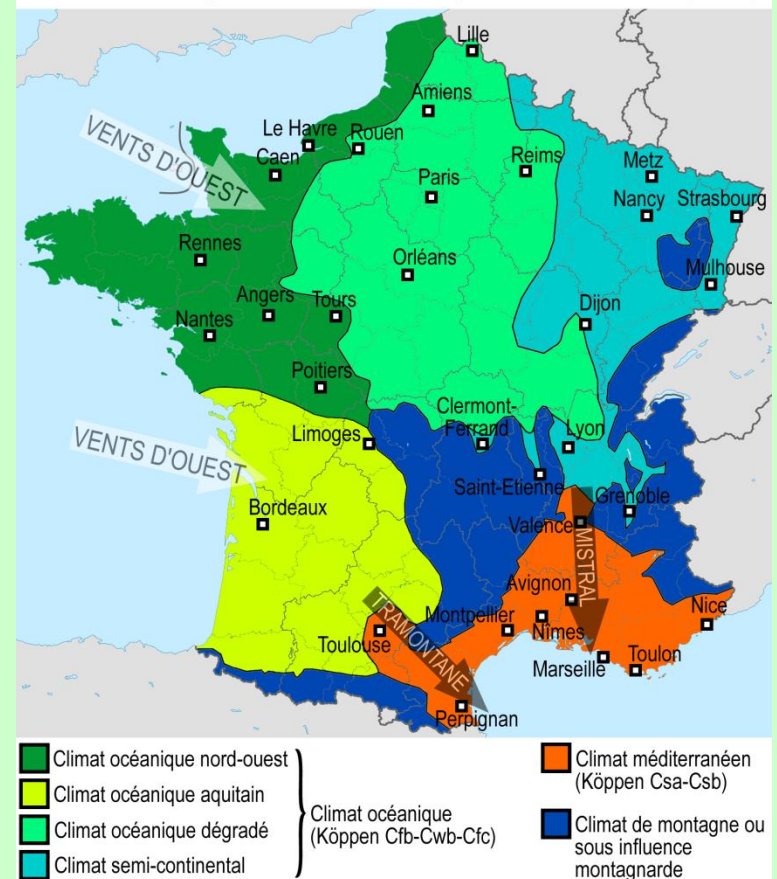 Lille
Amiens
Le Havre
Rouen
VENTS D'OUEST
Caen
Reims
Metz
Paris
Nancy
Strasbourg
Rennes
Orléans
Mulhouse
Angers
Tours
Dijon
Nantes
Poitiers
Clermont-
Ferrand
Limoges
Lyon
VENTS D'OUEST
Saint-Etienne
Grenoble
Bordeaux
Valence
MISTRAL
Avignon
TRAMONTANE
Montpellier
Nice
Toulouse
Nîmes
Marseille
Toulon
Perpignan
Climat océanique nord-ouest
Climat océanique aquitain
Climat océanique dégradé
Climat semi-continental
Climat océanique
(Köppen Cfb-Cwb-Cfc)
Climat méditerranéen
(Köppen Csa-Csb)
Climat de montagne ou
sous influence
montagnarde